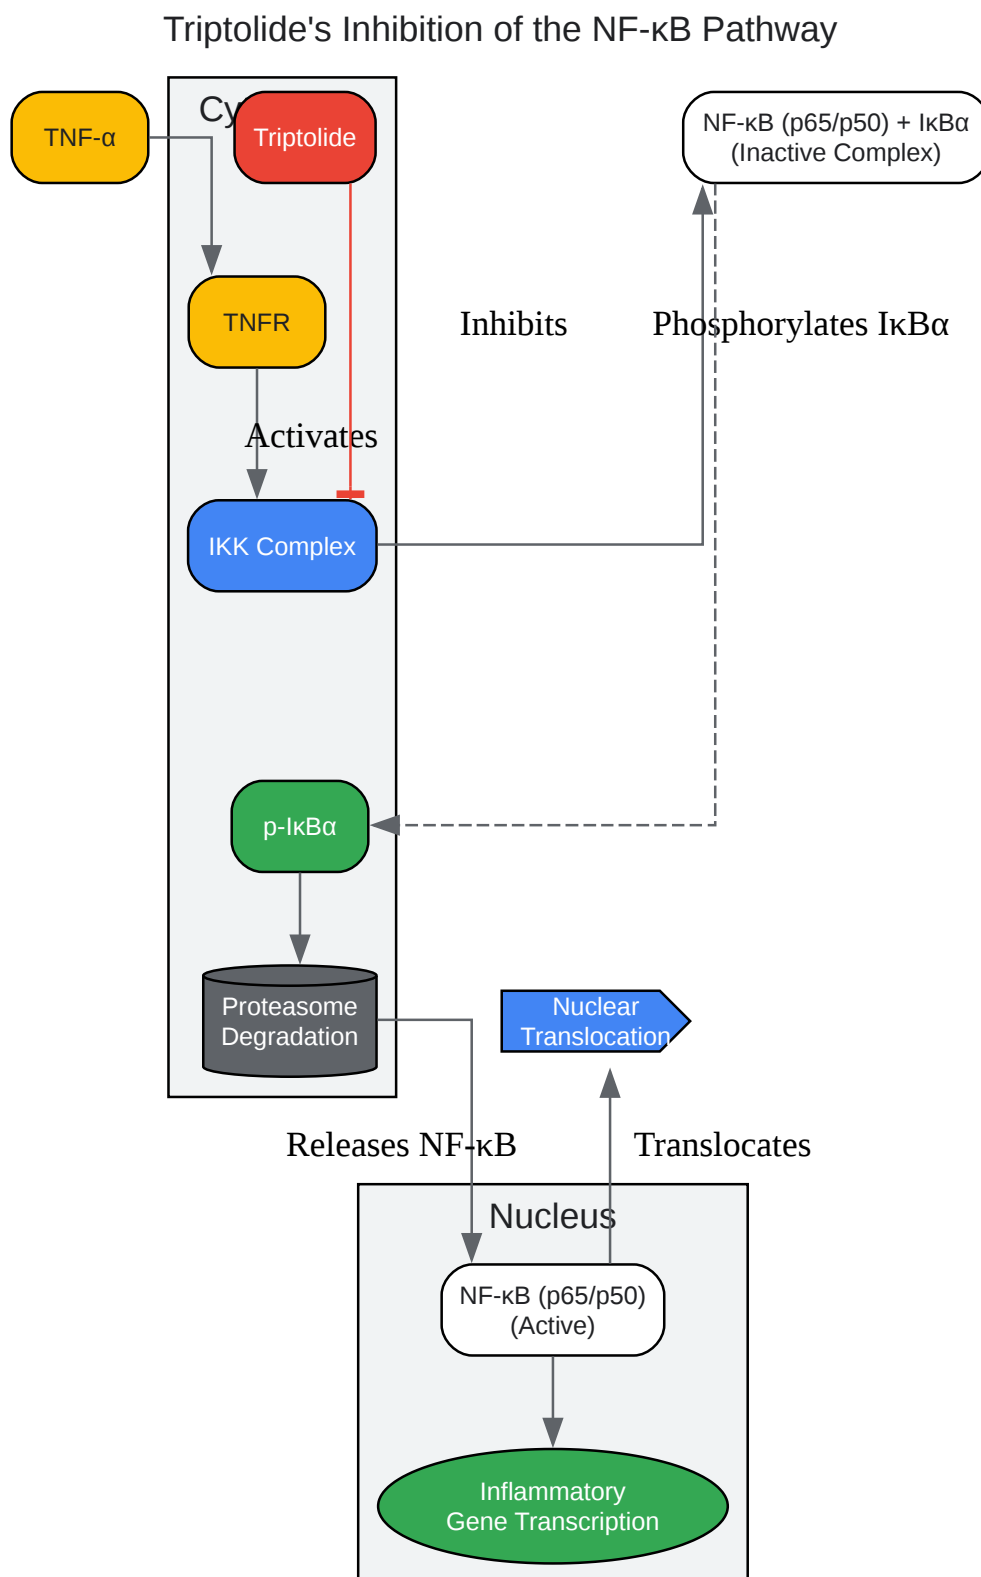 Triptolide's Inhibition of the NF-κB Pathway
TNF-α
Triptolide
NF-κB (p65/p50) + IκBα
(Inactive Complex)
TNFR
Inhibits
Phosphorylates IκBα
Activates
IKK Complex
p-IκBα
Proteasome
Degradation
Nuclear
Translocation
Releases NF-κB
Translocates
Nucleus
NF-κB (p65/p50)
(Active)
Inflammatory
Gene Transcription